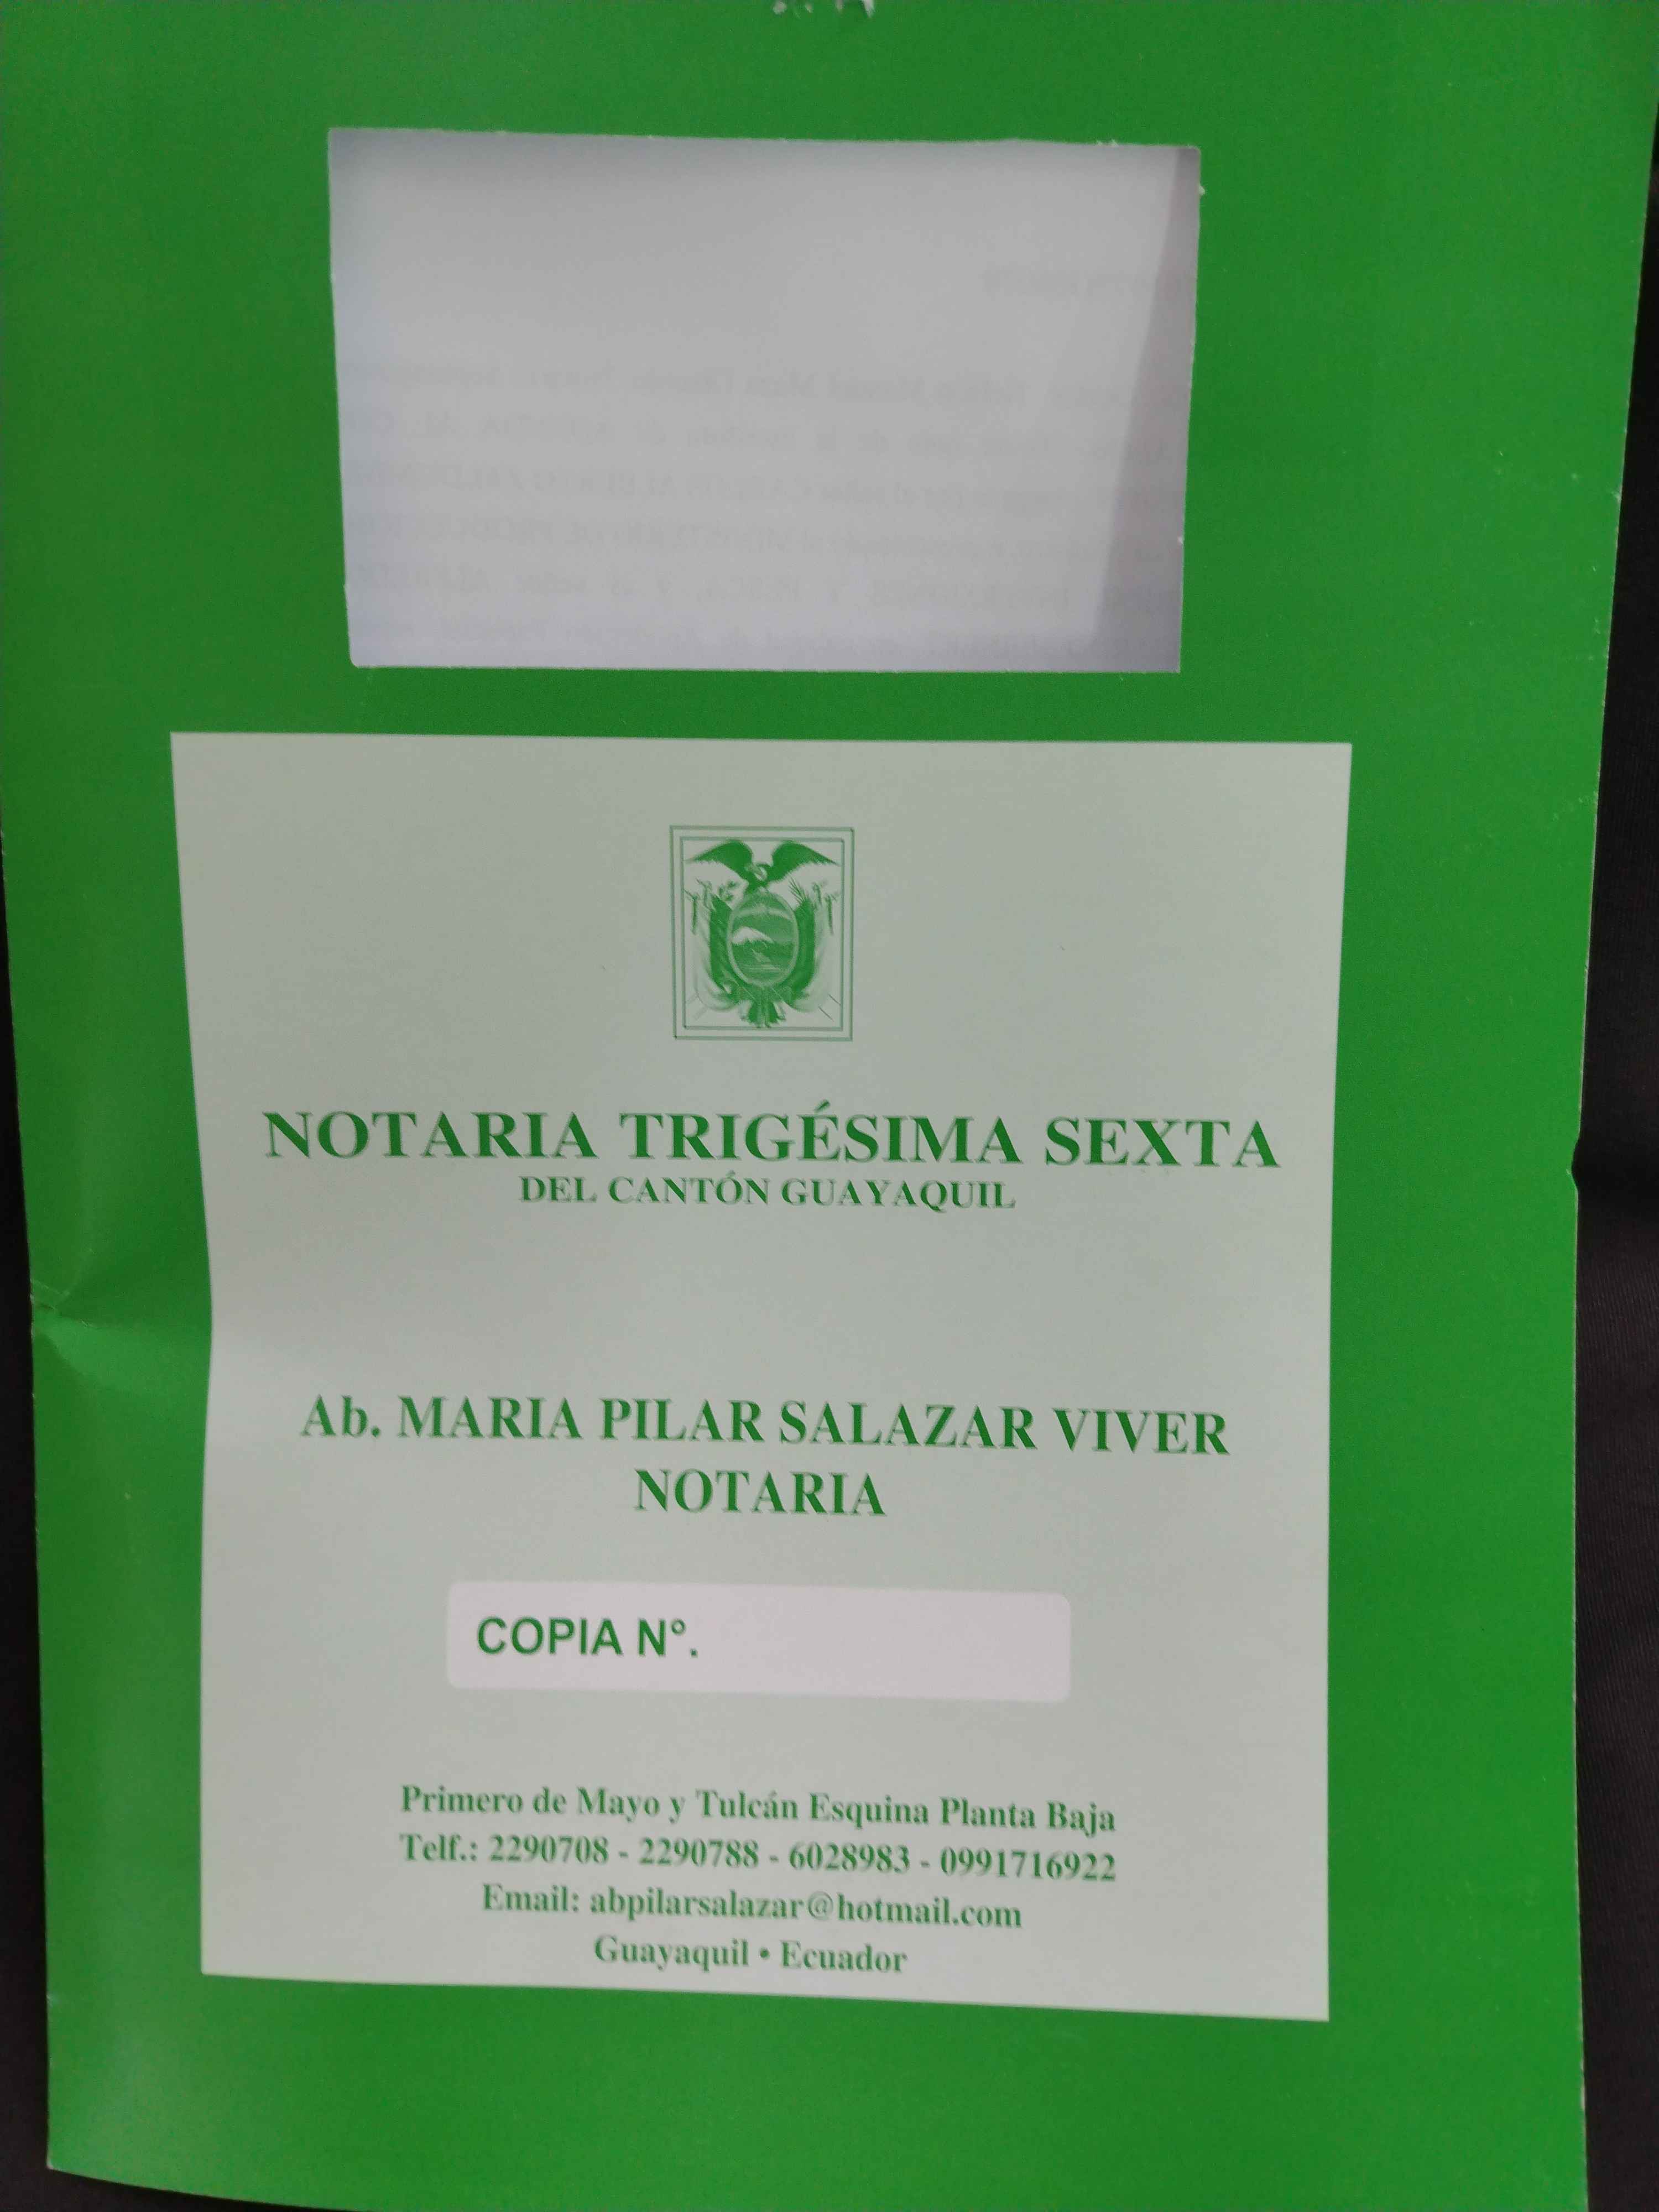 NOTARIA TRIGÉSIMA SEXTA
DEL CANTÓN GUAYAQUIL
Ab. MARIA PILAR SALAZAR VIVER
NOTARIA
COPIA Nº.
Primero de Mayo y Tulcán Esquina Planta Baja
Telf.: 2290708 - 2290788 - 6028983 - 0991716922
Email: abpilarsalazar@hotmail.com
Guayaquil • Ecuador